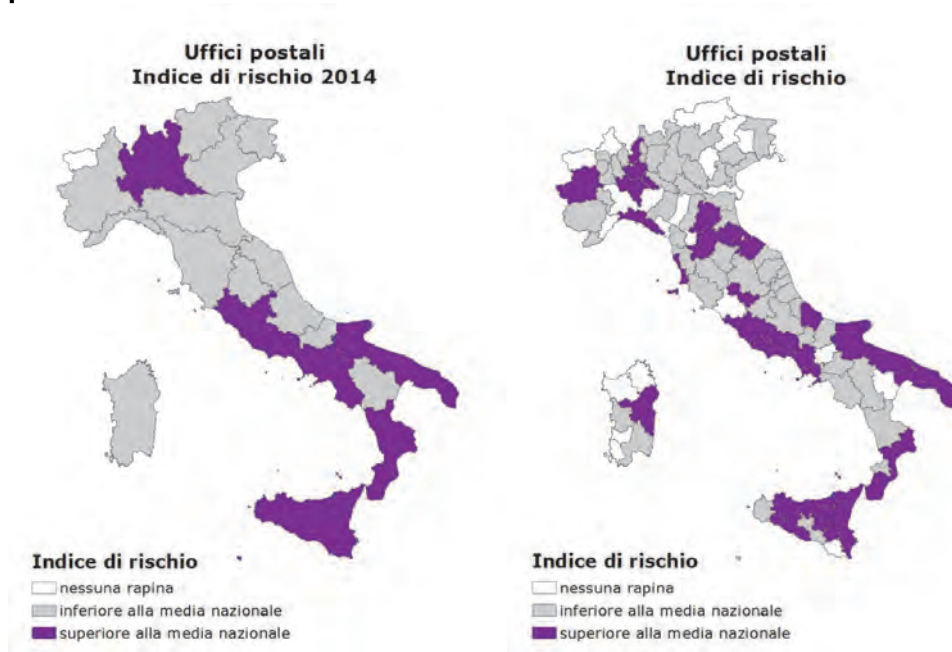 Uffici postali
Indice di rischio 2014
Uffici postali
Indice di rischio
Indice di rischio
nessuna rapina
inferiore alla media nazionale
superiore alla media nazionale
Indice di rischio
nessuna rapina
inferiore alla media nazionale
superiore alla media nazionale